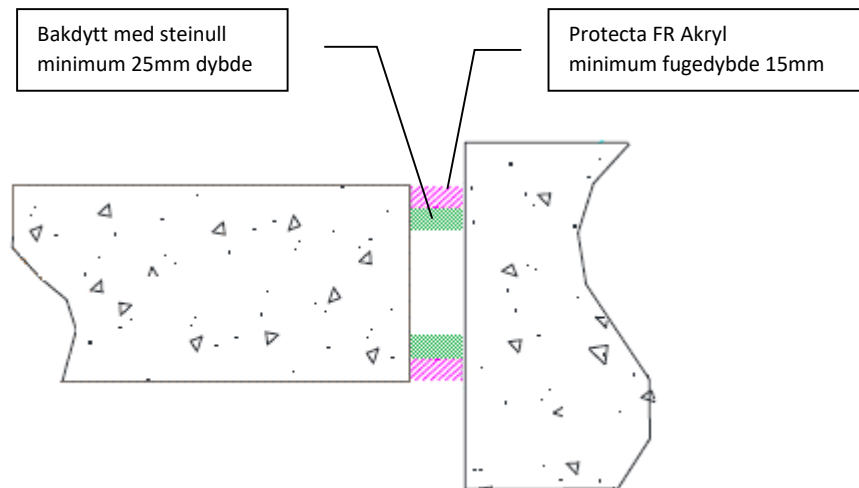 Bakdytt med steinull
minimum 25mm dybde
Protecta FR Akryl
minimum fugedybde 15mm